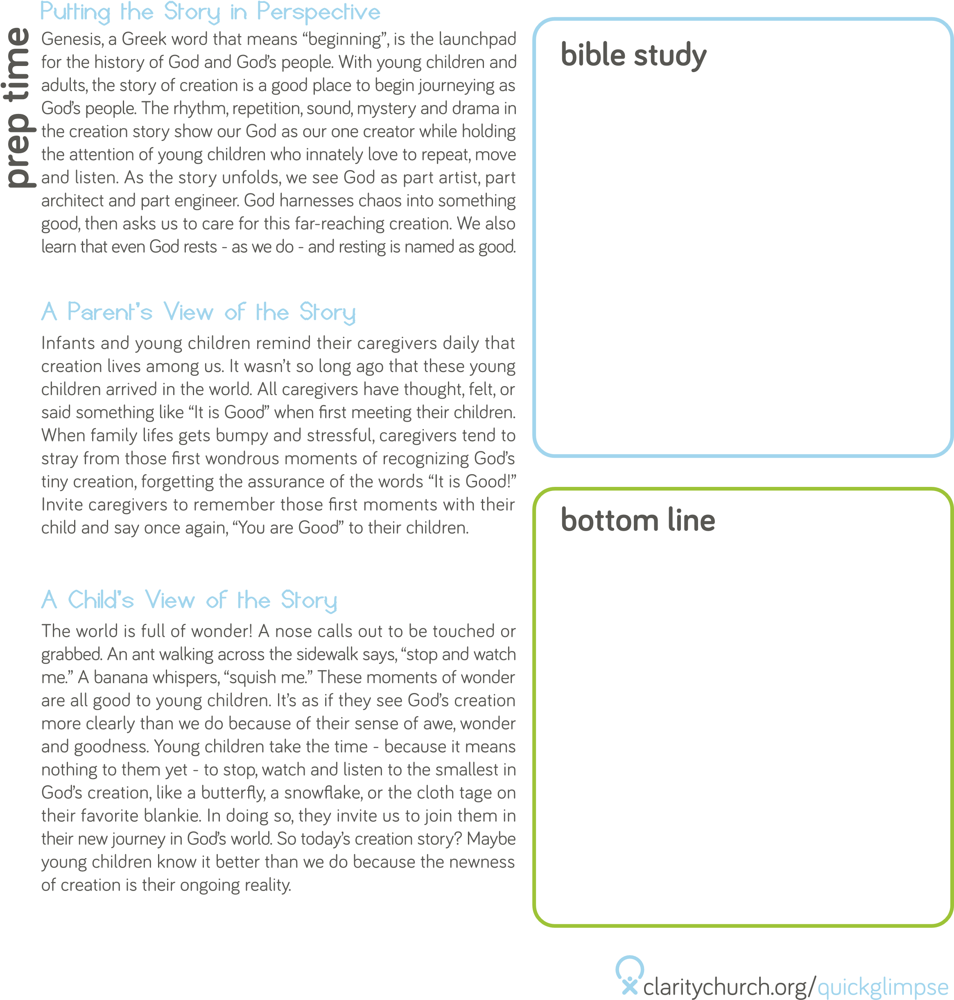 prep time
Putting the Story in Perspective
Genesis, a Greek word that means “beginning”, is the launchpad
for the history of God and God’s people. With young children and
adults, the story of creation is a good place to begin journeying as
God’s people. The rhythm, repetition, sound, mystery and drama in
the creation story show our God as our one creator while holding
the attention of young children who innately love to repeat, move
and listen. As the story unfolds, we see God as part artist, part
architect and part engineer. God harnesses chaos into something
good, then asks us to care for this far-reaching creation. We also
learn that even God rests - as we do - and resting is named as good.
A Parent's View of the Story
Infants and young children remind their caregivers daily that
creation lives among us. It wasn’t so long ago that these young
children arrived in the world. All caregivers have thought, felt, or
said something like “It is Good” when first meeting their children.
When family lifes gets bumpy and stressful, caregivers tend to
stray from those first wondrous moments of recognizing God’s
tiny creation, forgetting the assurance of the words “It is Good!”
Invite caregivers to remember those first moments with their
child and say once again, “You are Good” to their children.
A Child's View of the Story
The world is full of wonder! A nose calls out to be touched or
grabbed. An ant walking across the sidewalk says, “stop and watch
me.” A banana whispers, “squish me.” These moments of wonder
are all good to young children. It’s as if they see God’s creation
more clearly than we do because of their sense of awe, wonder
and goodness. Young children take the time - because it means
nothing to them yet - to stop, watch and listen to the smallest in
God’s creation, like a butterfly, a snowflake, or the cloth tage on
their favorite blankie. In doing so, they invite us to join them in
their new journey in God’s world. So today’s creation story? Maybe
young children know it better than we do because the newness
of creation is their ongoing reality.
bible study
bottom line
claritychurch.org/quickglimpse